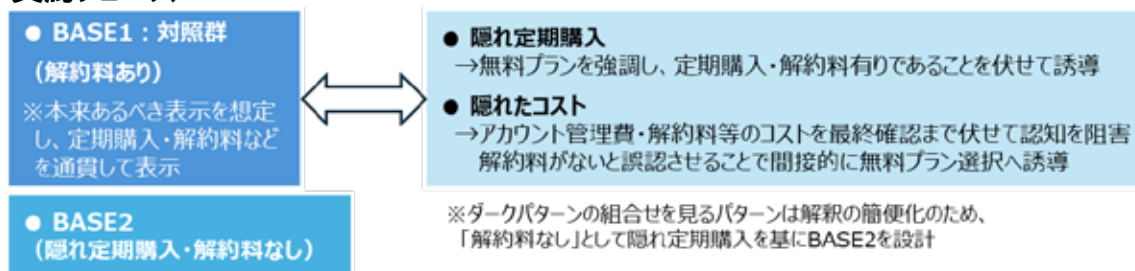 ● BASE1：対照群
（解約料あり）
※本来あるべき表示を想定
し、定期購入・解約料など
を通貫して表示
● 隠れ定期購入
→無料プランを強調し、定期購入・解約料有りであることを伏せて誘導
● 隠れたコスト
→アカウント管理費・解約料等のコストを最終確認まで伏せて認知を阻害
解約料がないと誤認させることで間接的に無料プラン選択へ誘導
● BASE2
（隠れ定期購入・解約料なし）
※ダークパターンの組合せを見るパターンは解釈の簡便化のため、
「解約料なし」として隠れ定期購入を基にBASE2を設計